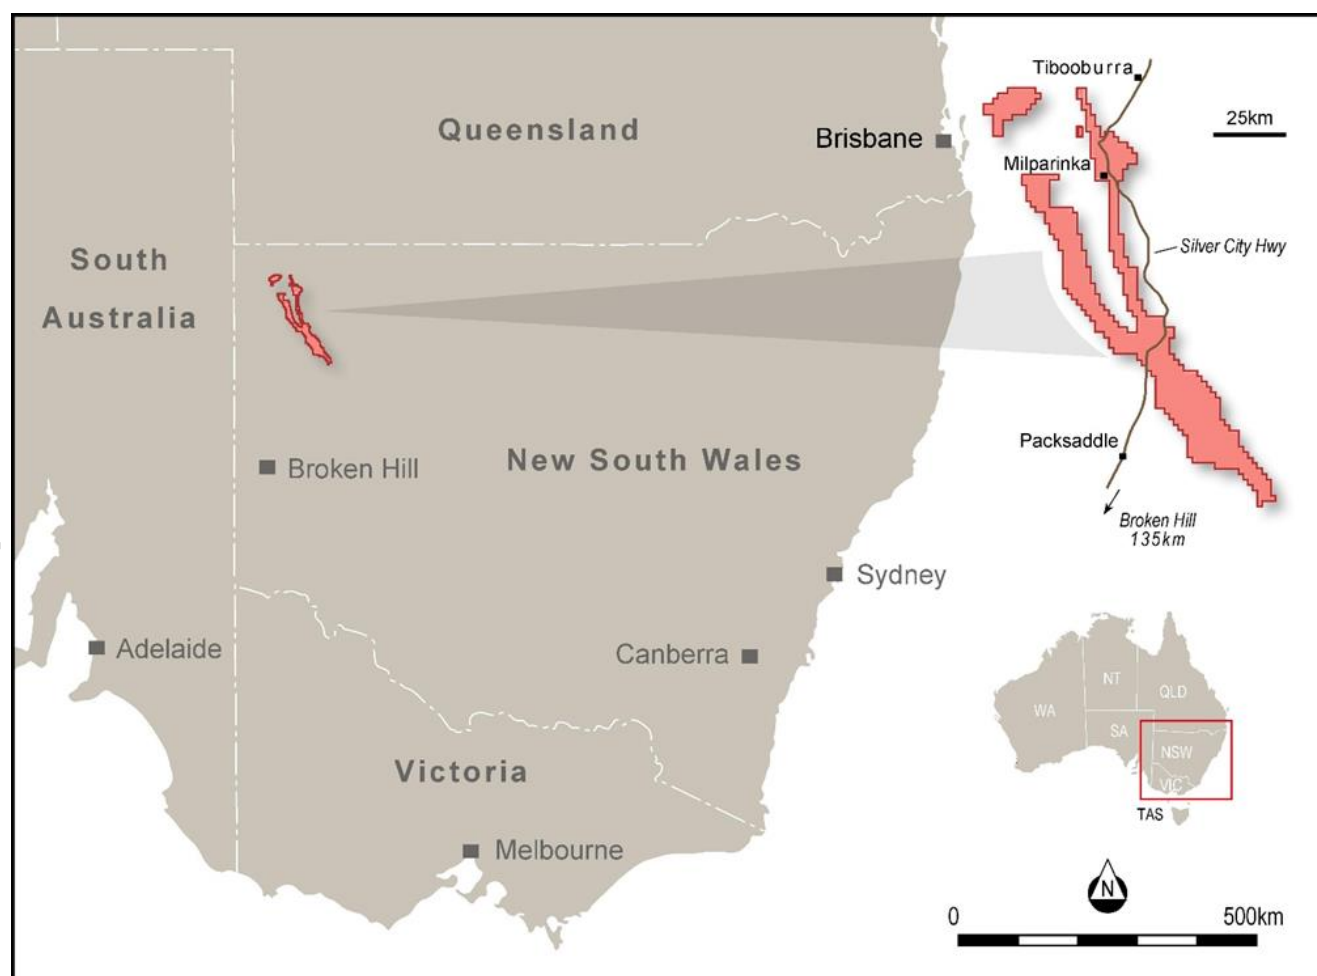 Queensland
Brisbane
South
Australia
Broken Hill
New South Wales
Sydney
Adelaide
Canberra
Victoria
Melbourne
Tibooburra
25km
Milparinka
Silver City Hwy
Packsaddle
Broken Hill
135km
NT
QLD
WA
SA
NSW
VIC
TAS
N
0 500km